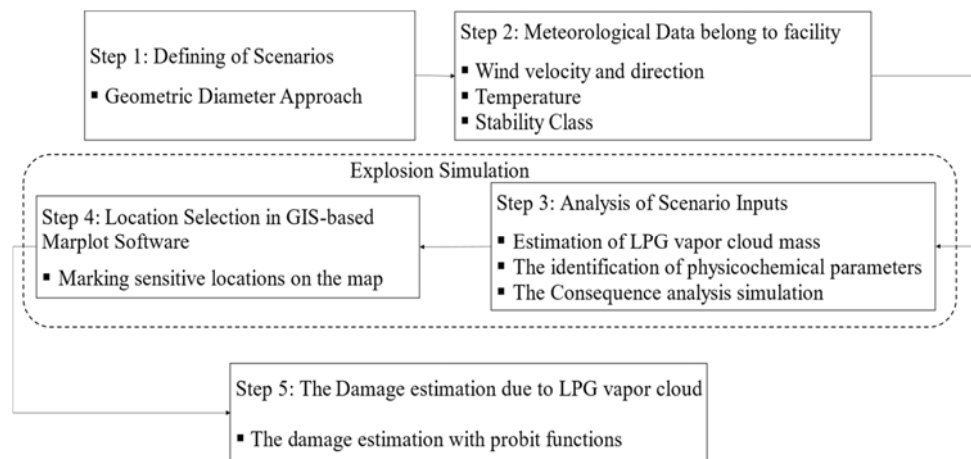 Step 1: Defining of Scenarios
▪ Geometric Diameter Approach
Step 2: Meteorological Data belong to facility
▪ Wind velocity and direction
▪ Temperature
▪ Stability Class
Explosion Simulation
Step 3: Analysis of Scenario Inputs
▪ Estimation of LPG vapor cloud mass
▪ The identification of physicochemical parameters
▪ The Consequence analysis simulation
Step 4: Location Selection in GIS-based
Marplot Software
▪ Marking sensitive locations on the map
Step 5: The Damage estimation due to LPG vapor cloud
▪ The damage estimation with probit functions